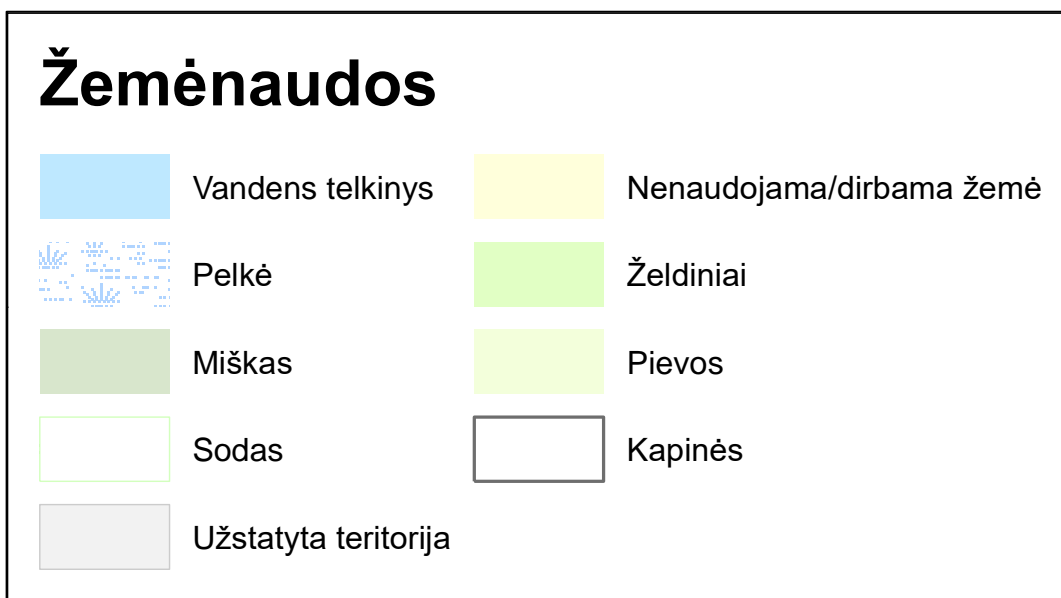 Žemėnaudos
Vandens telkinys
Pelkė
Miškas
Sodas
Užstatyta teritorija
Nenaudojama/dirbama žemė
Želdiniai
Pievos
Kapinės